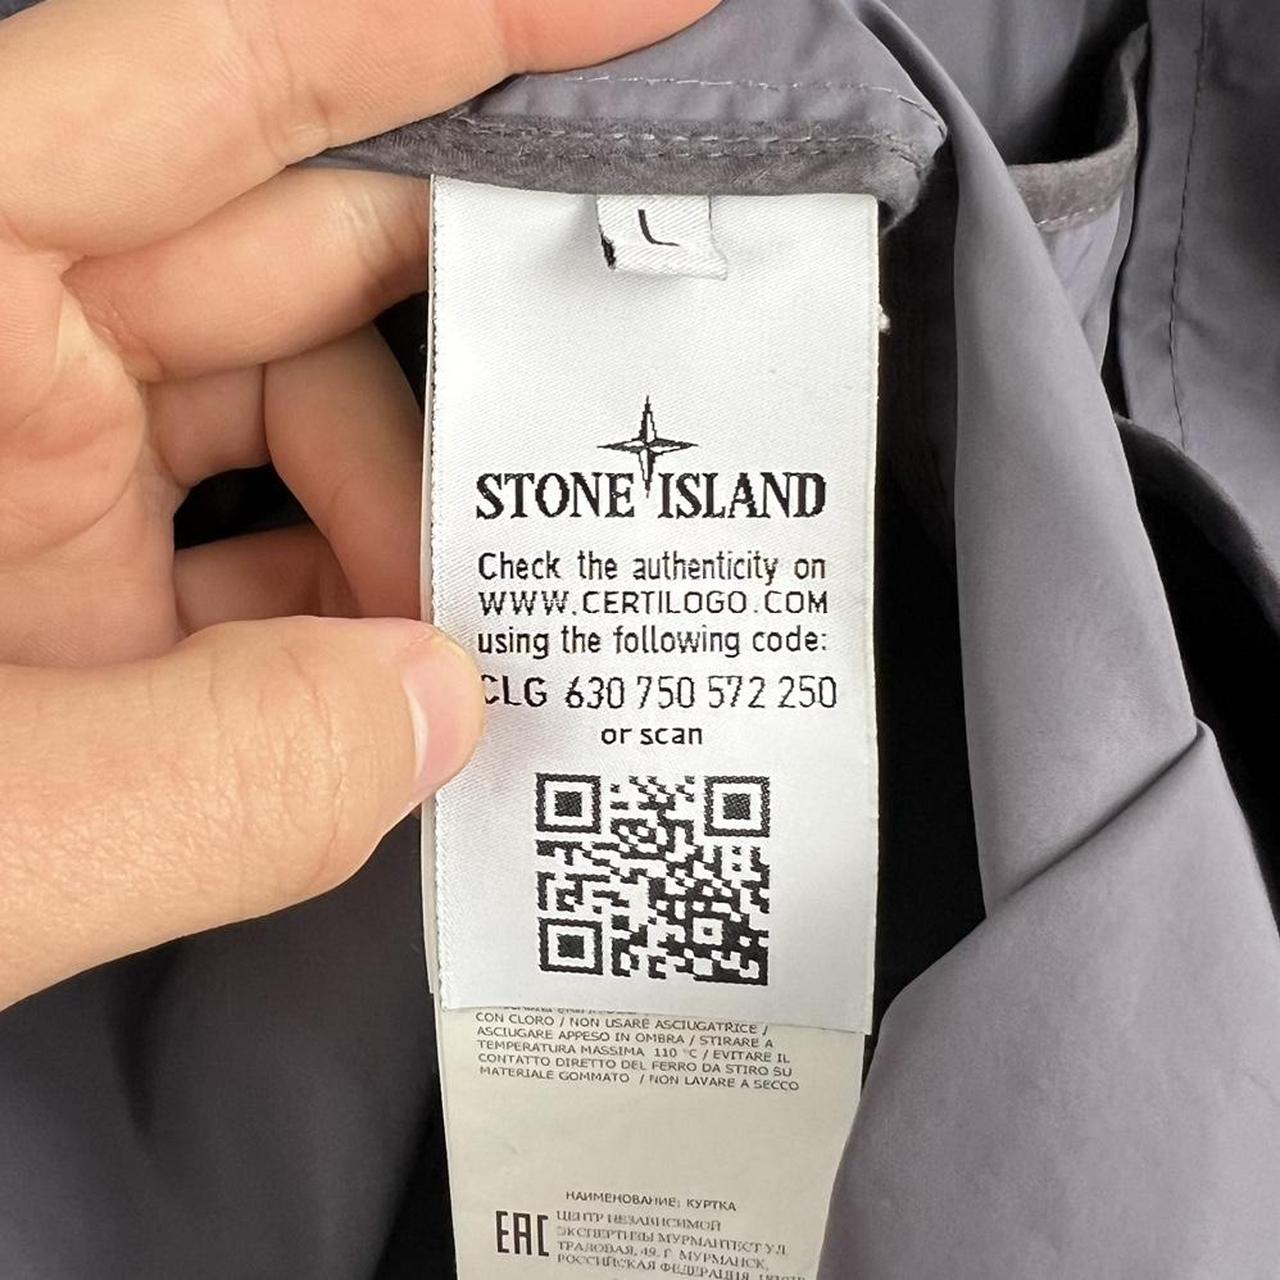 L
STONE ISLAND
Check the authenticity on
WWW.CERTILOGO.COM
using the following code:
CLG 630 750 572 250
or scan
CON CLORO / NON USARE ASCIUGATRICE /
ASCIUGARE APPESO IN OMBRA / STIRARE A
TEMPERATURA MASSIMA 110 °C / EVITARE IL
CONTATTO DIRETTO DEL FERRO DA STIRO SU
MATERIALE GOMMATO / NON LAVARE A SECCO
НАИМЕНОВАНИЕ: КУРТКА
EAC
ЦЕНТР НЕЗАВИСИМОЙ
ЭКСПЕРТИЗЫ МУРМАНТЕСТ УЛ.
ТРАЛОВАЯ, 49, Г. МУРМАНСК,
РОССИЙСКАЯ ФЕДЕРАЦИЯ,